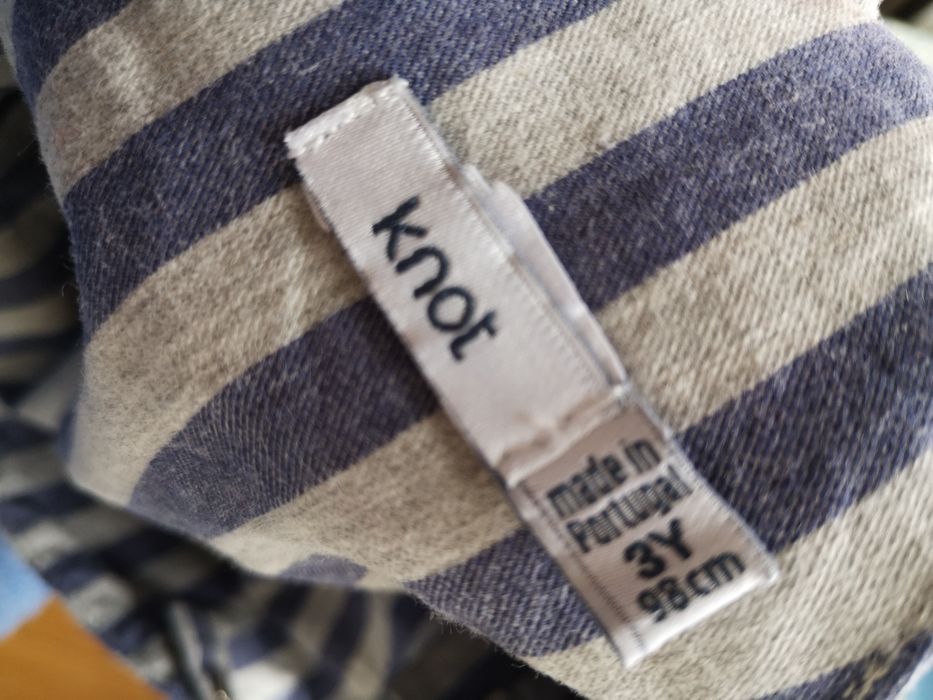 knot
made in
Portugal
3Y
98cm